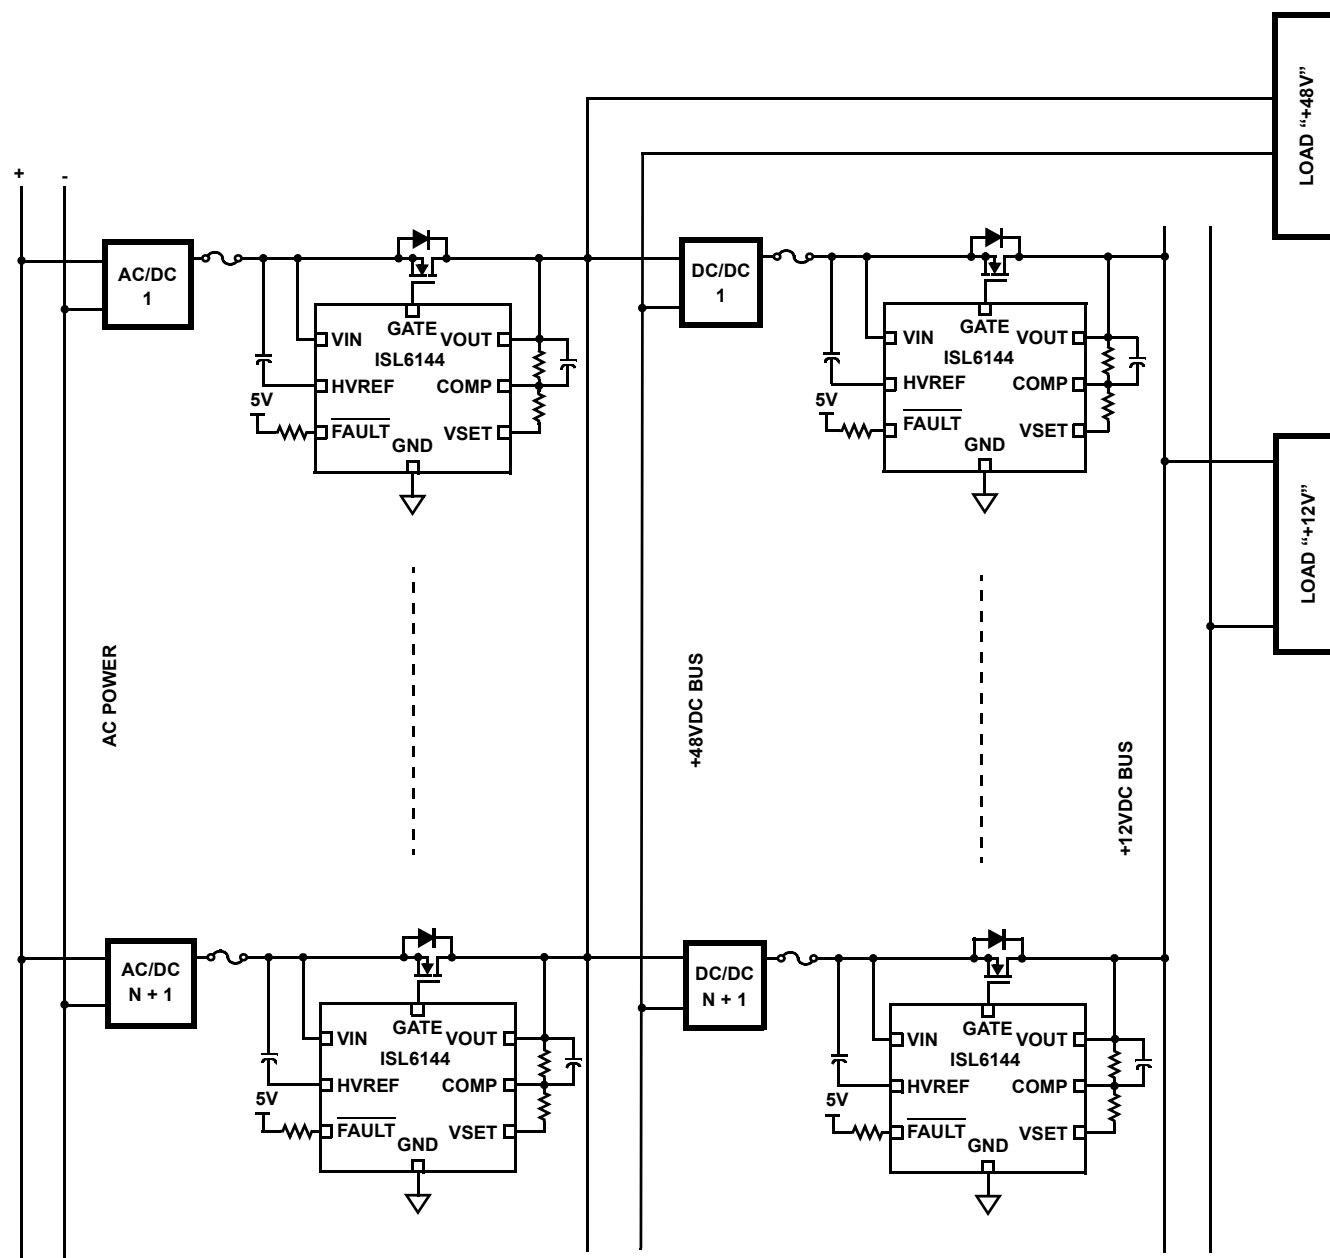 LOAD “+48V”
+ -
AC/DC
1
DC/DC
1
GATE
VIN
VOUT
ISL6144
HVREF
COMP
5V
FAULT
VSET
GND
GATE
VIN
VOUT
ISL6144
HVREF
COMP
5V
FAULT
VSET
GND
LOAD “+12V”
AC POWER
+48VDC BUS
+12VDC BUS
AC/DC
N + 1
DC/DC
N + 1
GATE
VIN
VOUT
ISL6144
HVREF
COMP
5V
FAULT
VSET
GND
GATE
VIN
VOUT
ISL6144
HVREF
COMP
5V
FAULT
VSET
GND